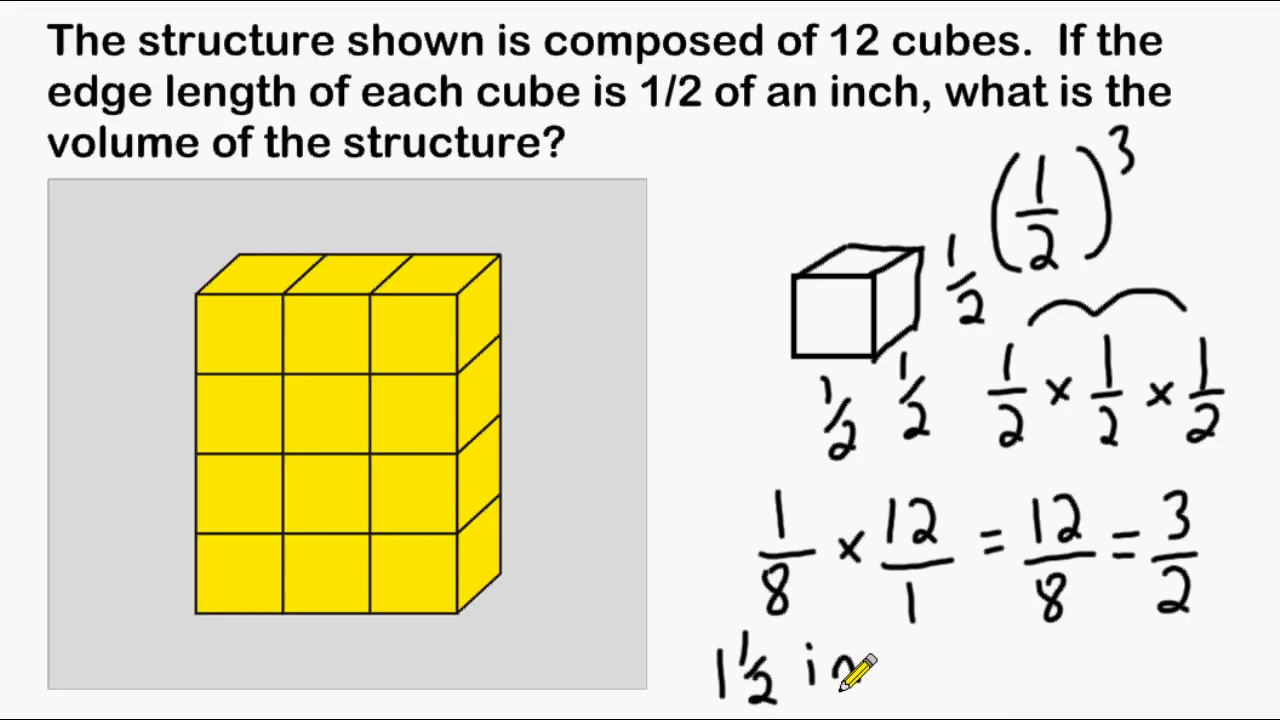 The structure shown is composed of 12 cubes. If the
edge length of each cube is 1/2 of an inch, what is the
volume of the structure?
(1/2)³
1/2
1/2 1/2
1/2 × 1/2 × 1/2
1/8 × 12/1 = 12/8 = 3/2
1 1/2 in